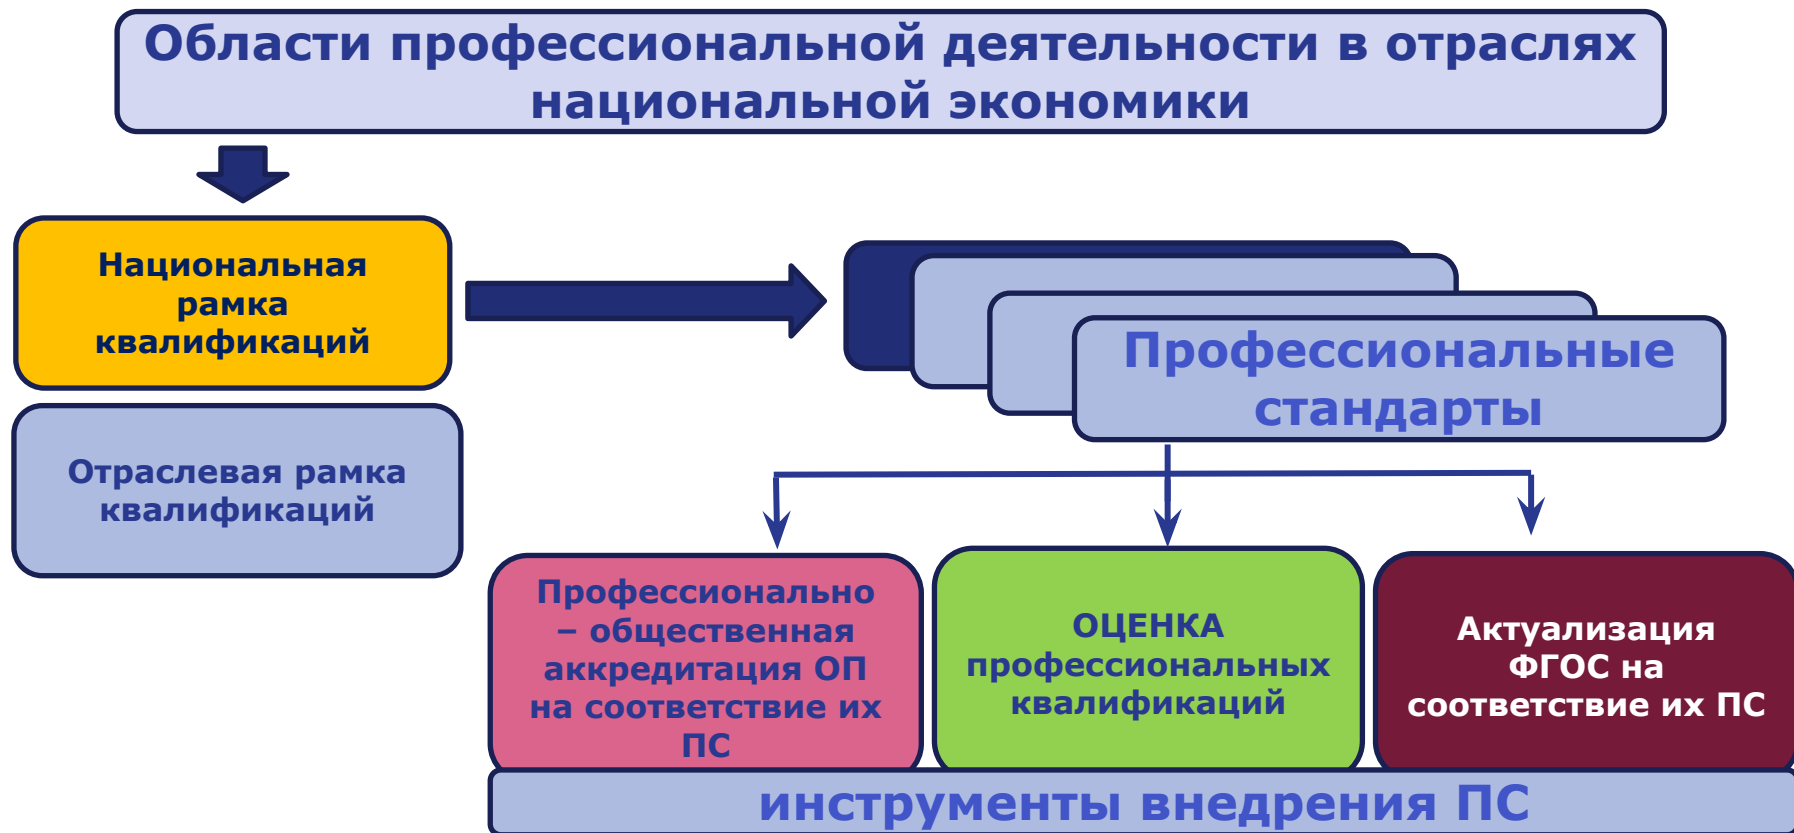 Области профессиональной деятельности в отраслях
национальной экономики
Национальная
рамка
квалификаций
Отраслевая рамка
квалификаций
Профессиональные
стандарты
Профессионально
– общественная
аккредитация ОП
на соответствие их
ПС
ОЦЕНКА
профессиональных
квалификаций
Актуализация
ФГОС на
соответствие их ПС
инструменты внедрения ПС